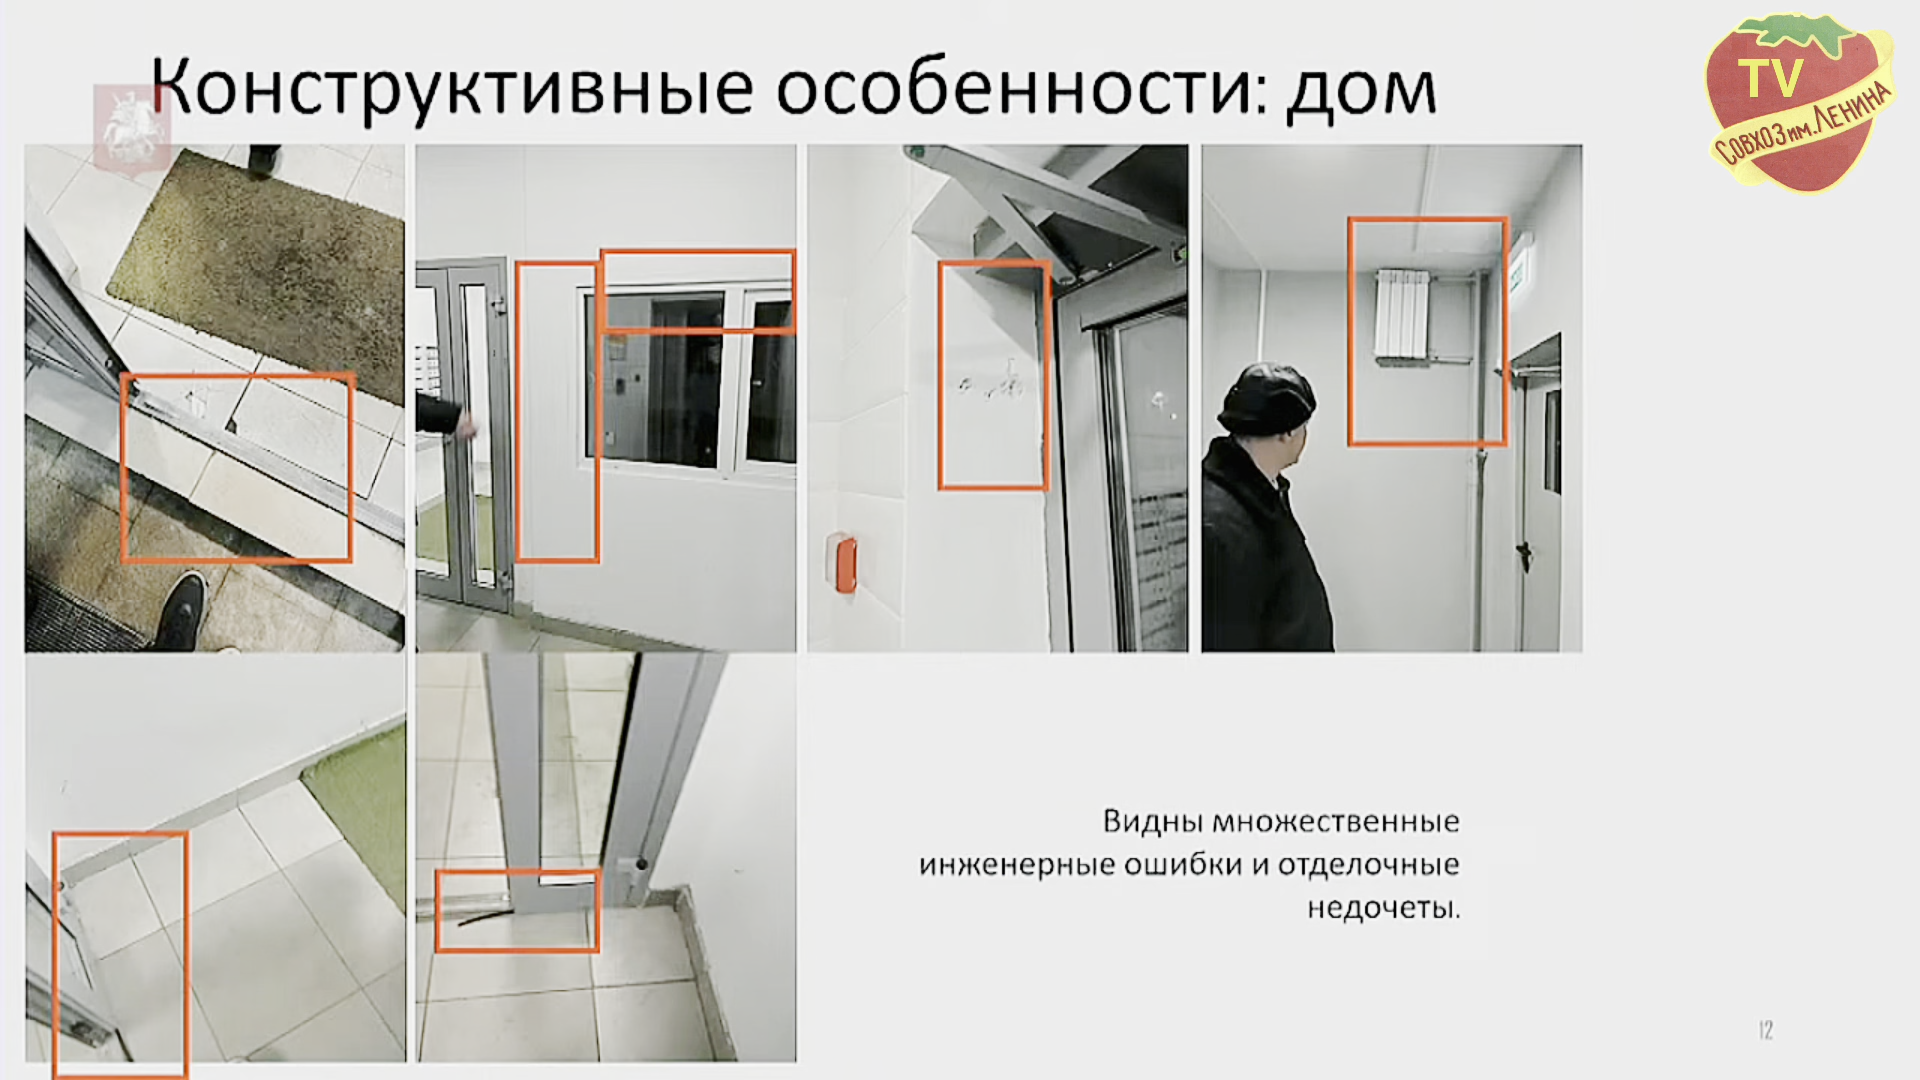 Конструктивные особенности: дом
TV
СОВХОЗ им. ЛЕНИНА
Видны множественные
инженерные ошибки и отделочные
недочеты.
12